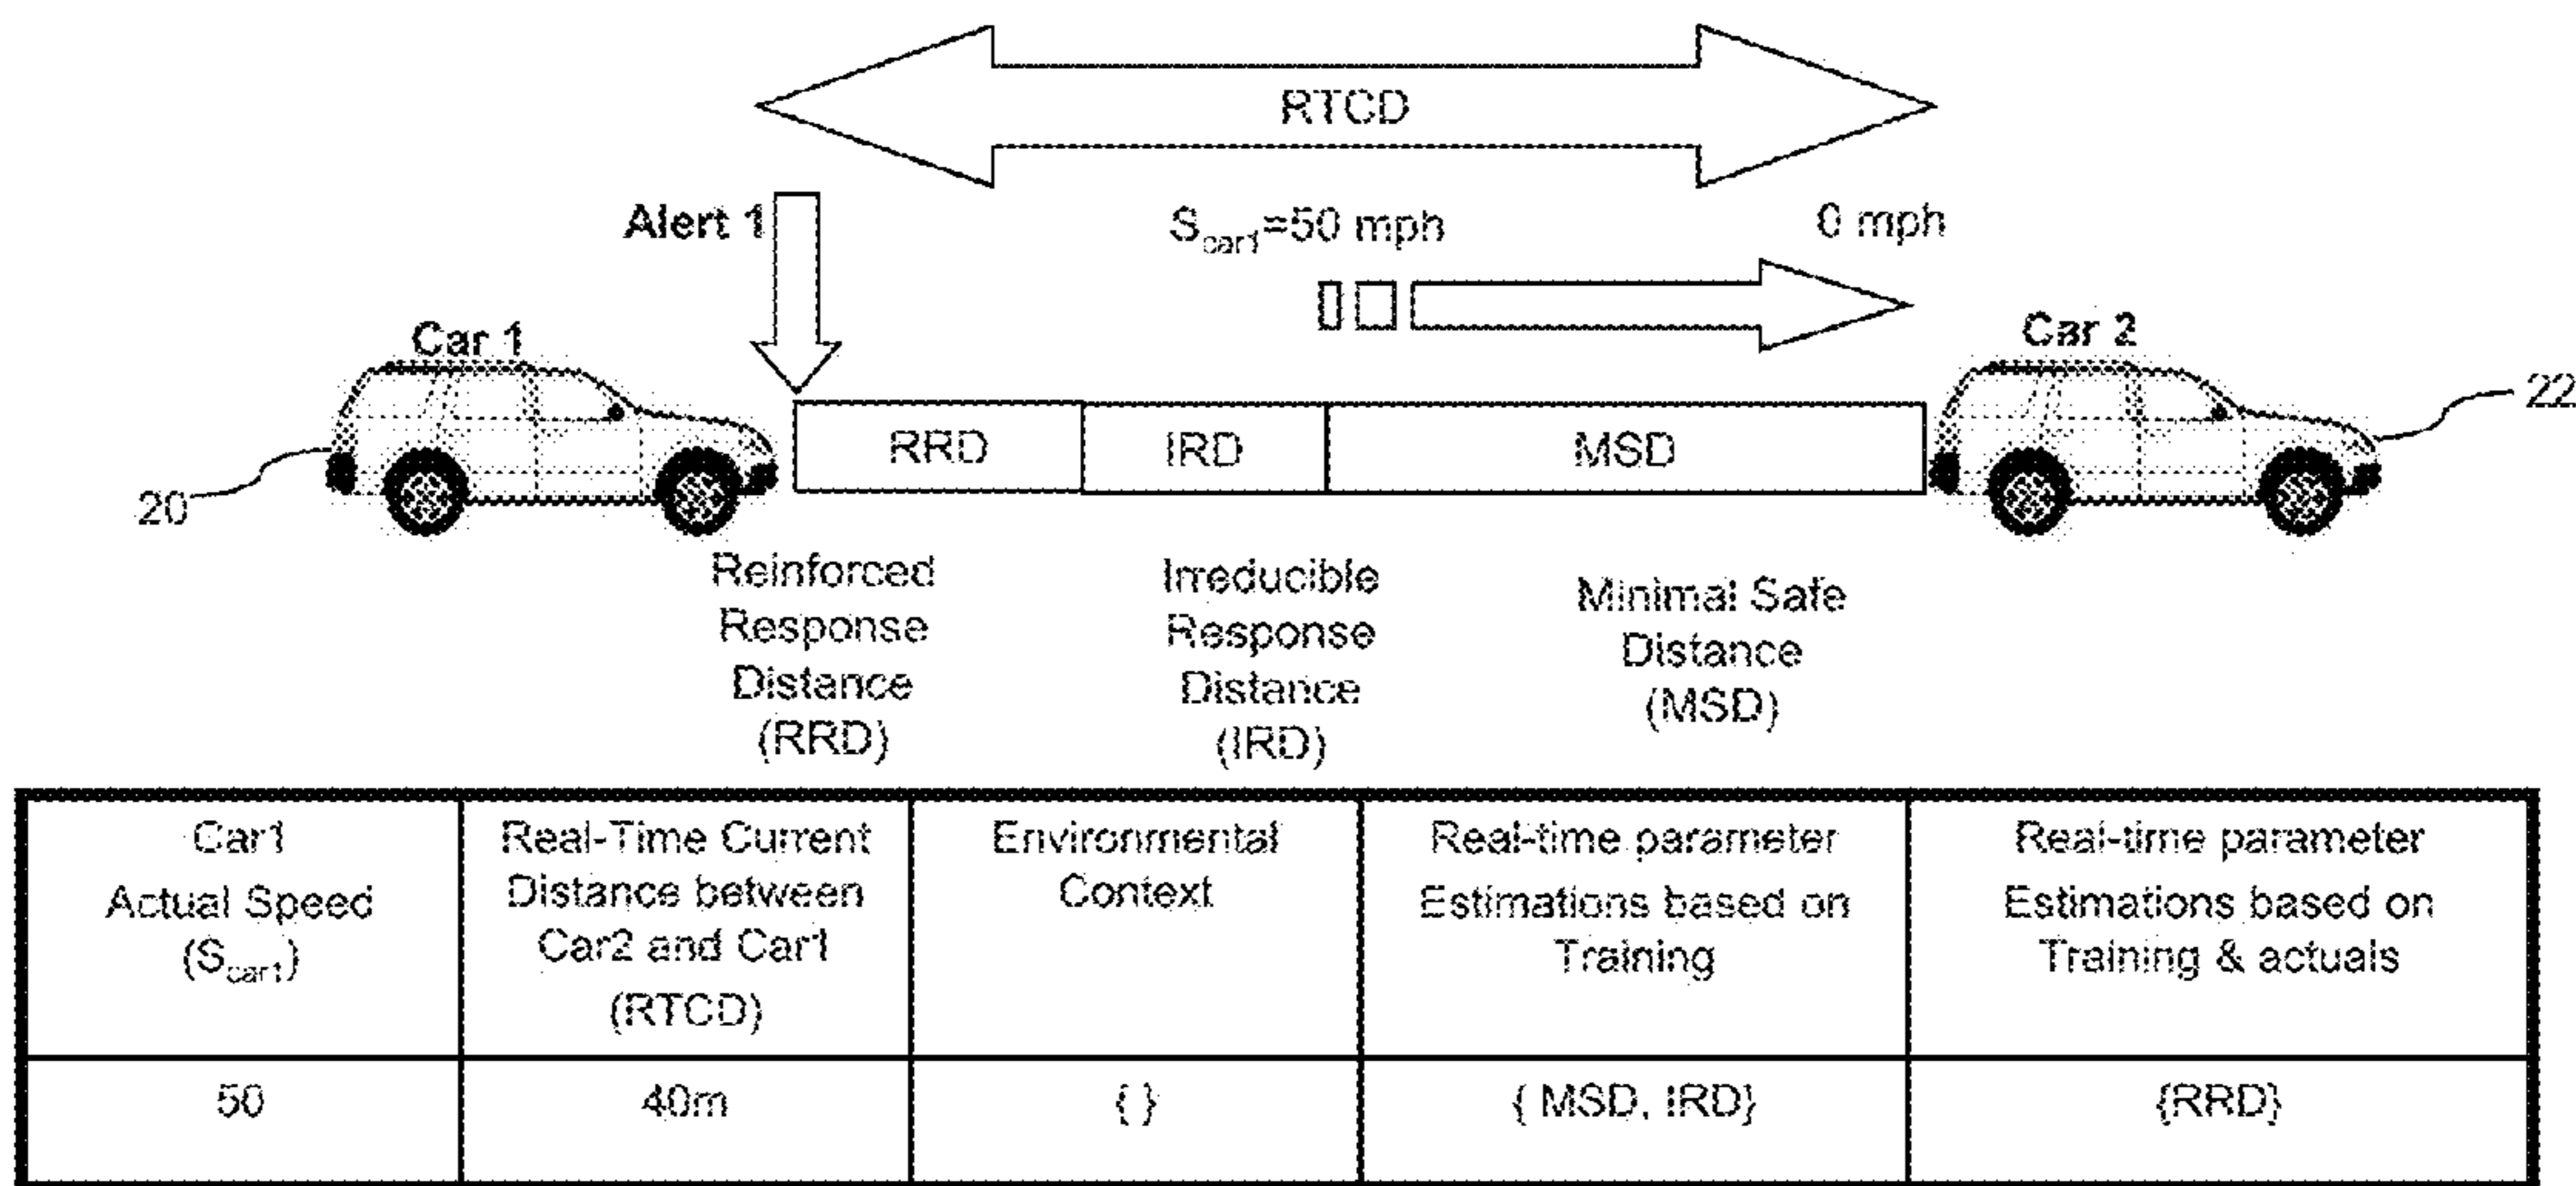 RTCD
Alert 1
Scar1=50 mph
0 mph
Car 1
Car 2
22
RRD
IRD
MSD
20
Reinforced
Response
Distance
(RRD)
Irreducible
Response
Distance
(IRD)
Minimal Safe
Distance
(MSD)
Car1
Actual Speed
(Scar1)
Real-Time Current
Distance between
Car2 and Car1
(RTCD)
Environmental
Context
Real-time parameter
Estimations based on
Training
Real-time parameter
Estimations based on
Training & actuals
50
40m
{ }
{ MSD, IRD}
{RRD}